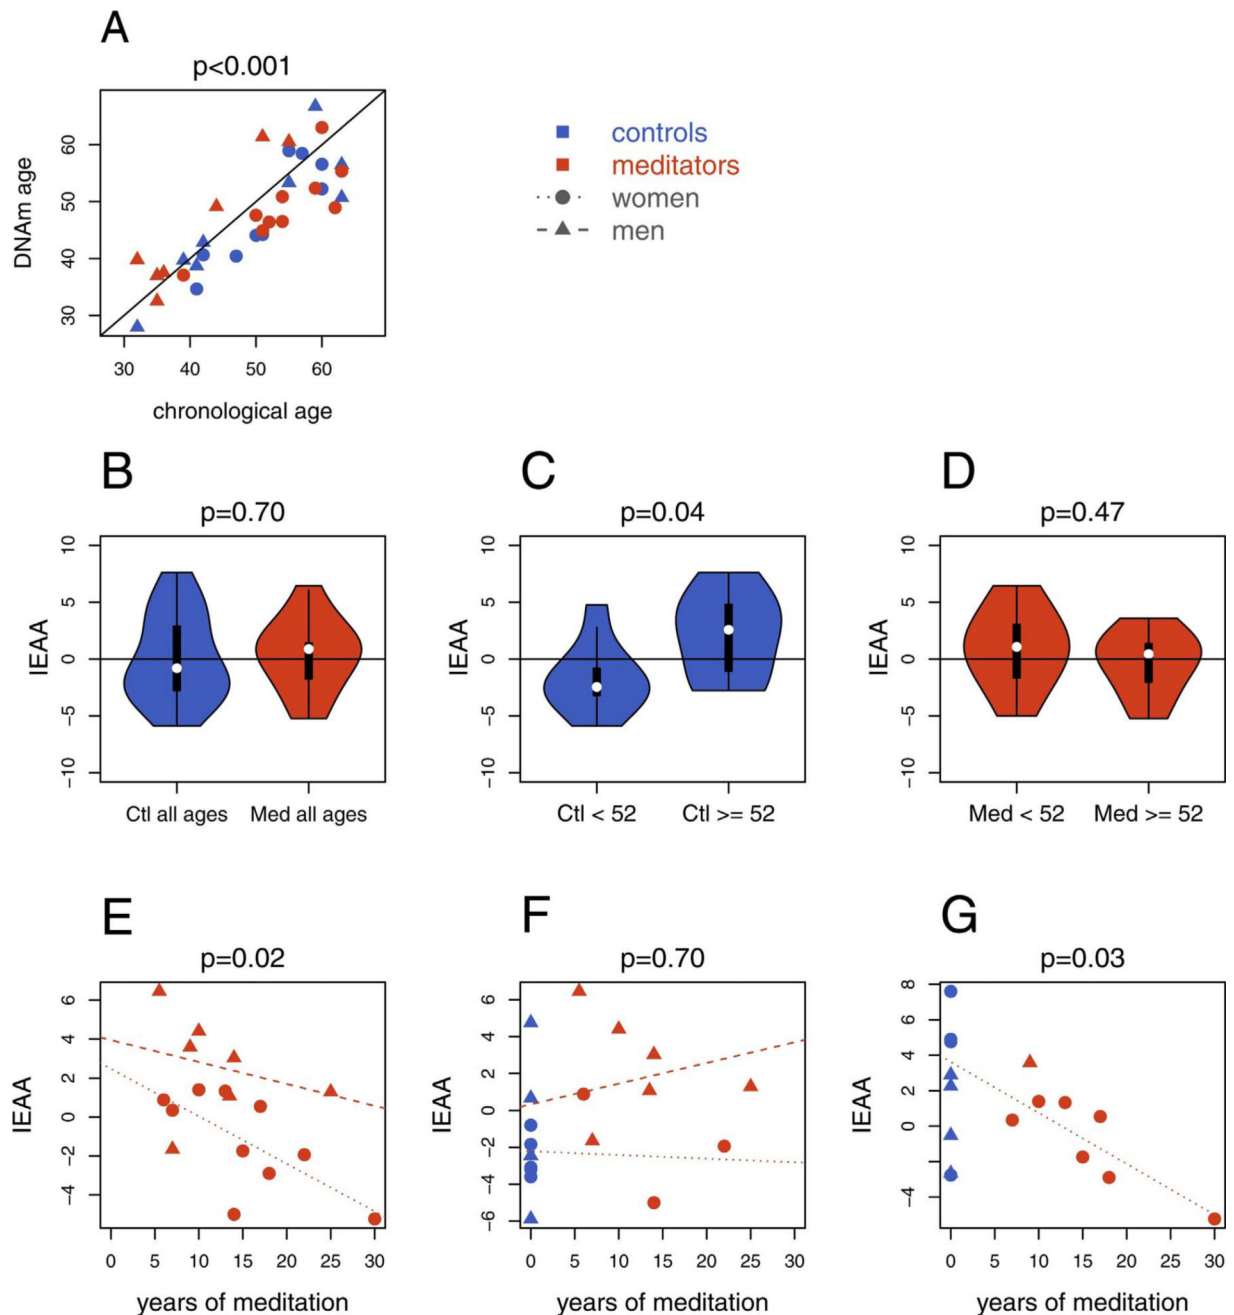 A
p<0.001
DNAm age
60
50
40
30
30 40 50 60
chronological age
controls
meditators
women
men
B
p=0.70
IEAA
10
5
0
−5
−10
Ctl all ages Med all ages
C
p=0.04
IEAA
10
5
0
−5
−10
Ctl < 52 Ctl >= 52
D
p=0.47
IEAA
10
5
0
−5
−10
Med < 52 Med >= 52
E
p=0.02
IEAA
6
4
2
0
−2
−4
0 5 10 15 20 25 30
years of meditation
F
p=0.70
IEAA
6
4
2
0
−2
−4
−6
0 5 10 15 20 25 30
years of meditation
G
p=0.03
IEAA
8
6
4
2
0
−4
0 5 10 15 20 25 30
years of meditation